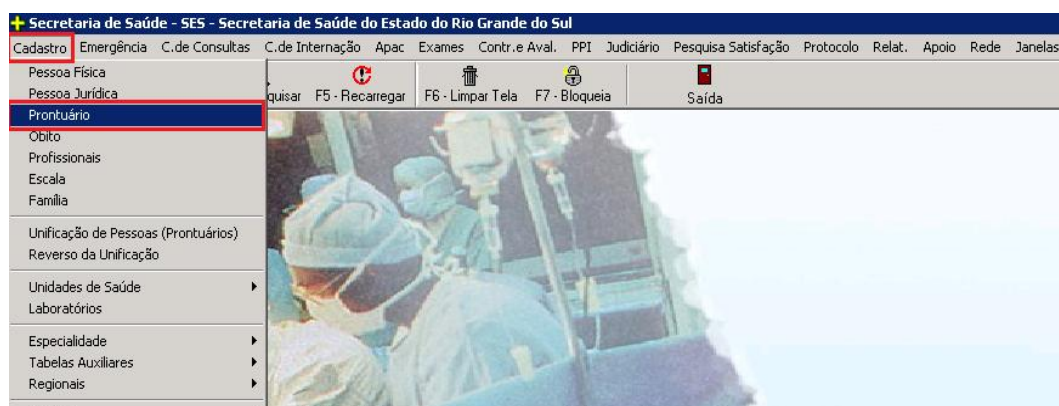 Secretaria de Saúde - SES - Secretaria de Saúde do Estado do Rio Grande do Sul
Cadastro Emergência C.de Consultas C.de Internação Apac Exames Contr.e Aval. PPI Judiciário Pesquisa Satisfação Protocolo Relat. Apoio Rede Janelas
quisar F5 - Recarregar F6 - Limpar Tela F7 - Bloqueia Saída
Pessoa Física
Pessoa Jurídica
Prontuário
Óbito
Profissionais
Escala
Família
Unificação de Pessoas (Prontuários)
Reverso da Unificação
Unidades de Saúde
Laboratórios
Especialidade
Tabelas Auxiliares
Regionais